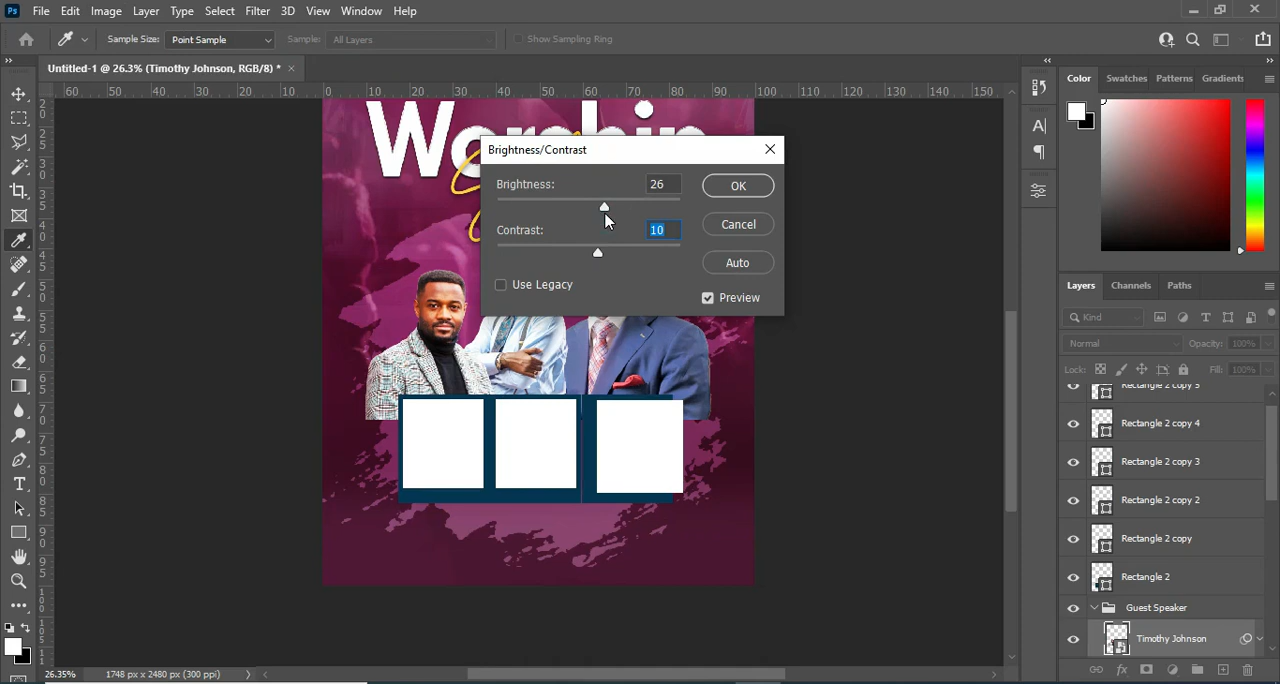 Ps File Edit Image Layer Type Select Filter 3D View Window Help
Sample Size: Point Sample Sample: All Layers Show Sampling Ring
Untitled-1 @ 26.3% (Timothy Johnson, RGB/8) *
60 50 40 30 20 10 0 10 20 30 40 50 60 70 80 90 100 110 120 130 140 150
Worship
Brightness/Contrast
Brightness: 26
OK
Contrast: 10
Cancel
Auto
Use Legacy
Preview
Color Swatches Patterns Gradients
Layers Channels Paths
Kind
Normal Opacity: 100%
Lock: Fill: 100%
Rectangle 2 copy 5
Rectangle 2 copy 4
Rectangle 2 copy 3
Rectangle 2 copy 2
Rectangle 2 copy
Rectangle 2
Guest Speaker
Timothy Johnson
26.35% 1748 px x 2480 px (300 ppi)